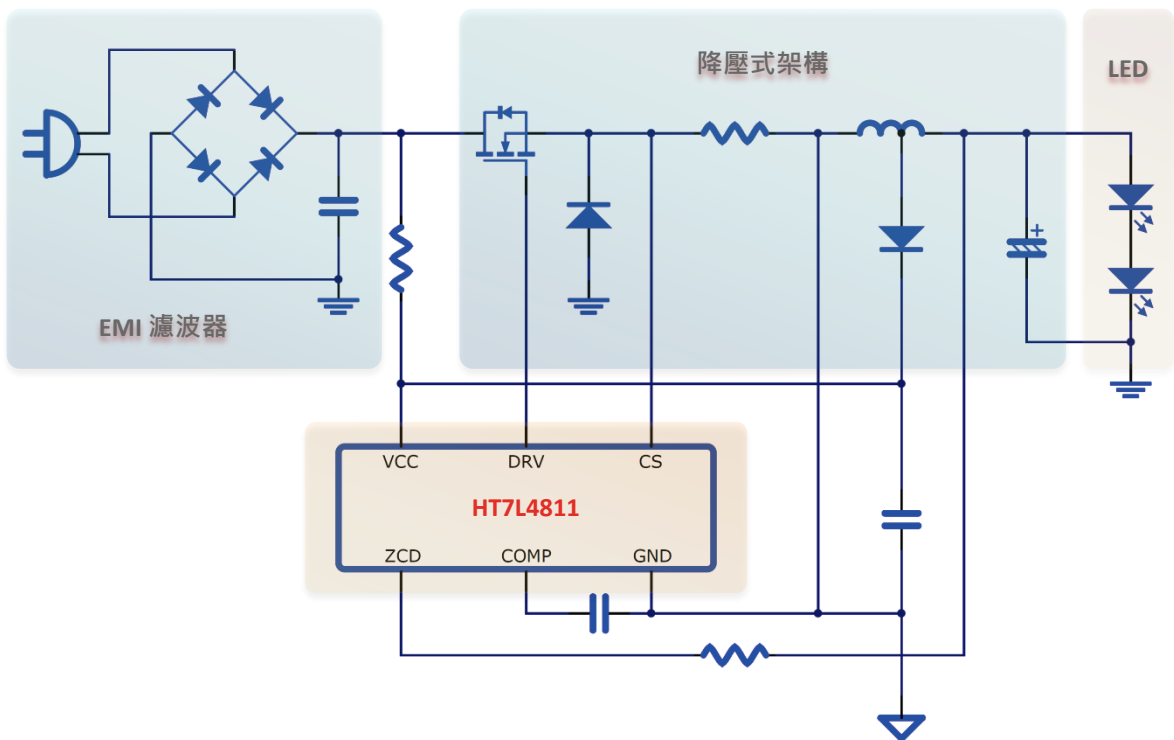 降壓式架構
LED
EMI 濾波器
VCC
DRV
CS
HT7L4811
ZCD
COMP
GND
+